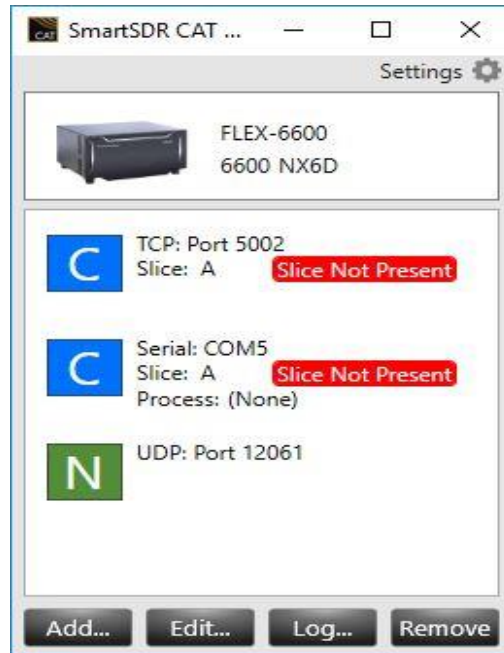 CAT SmartSDR CAT ...
Settings
FLEX-6600
6600 NX6D
C
TCP: Port 5002
Slice: A Slice Not Present
C
Serial: COM5
Slice: A Slice Not Present
Process: (None)
N
UDP: Port 12061
Add... Edit... Log... Remove